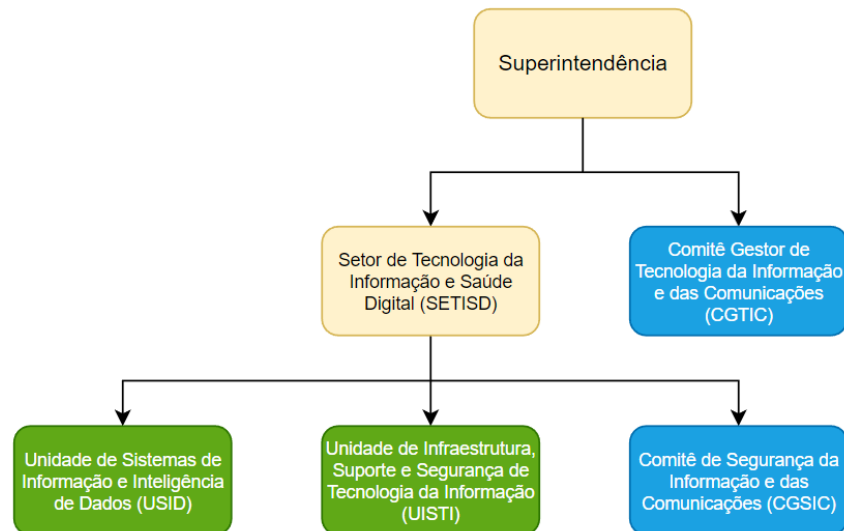 Superintendência
Setor de Tecnologia da
Informação e Saúde
Digital (SETISD)
Comitê Gestor de
Tecnologia da Informação
e das Comunicações
(CGTIC)
Unidade de Sistemas de
Informação e Inteligência
de Dados (USID)
Unidade de Infraestrutura,
Suporte e Segurança de
Tecnologia da Informação
(UISTI)
Comitê de Segurança da
Informação e das
Comunicações (CGSIC)